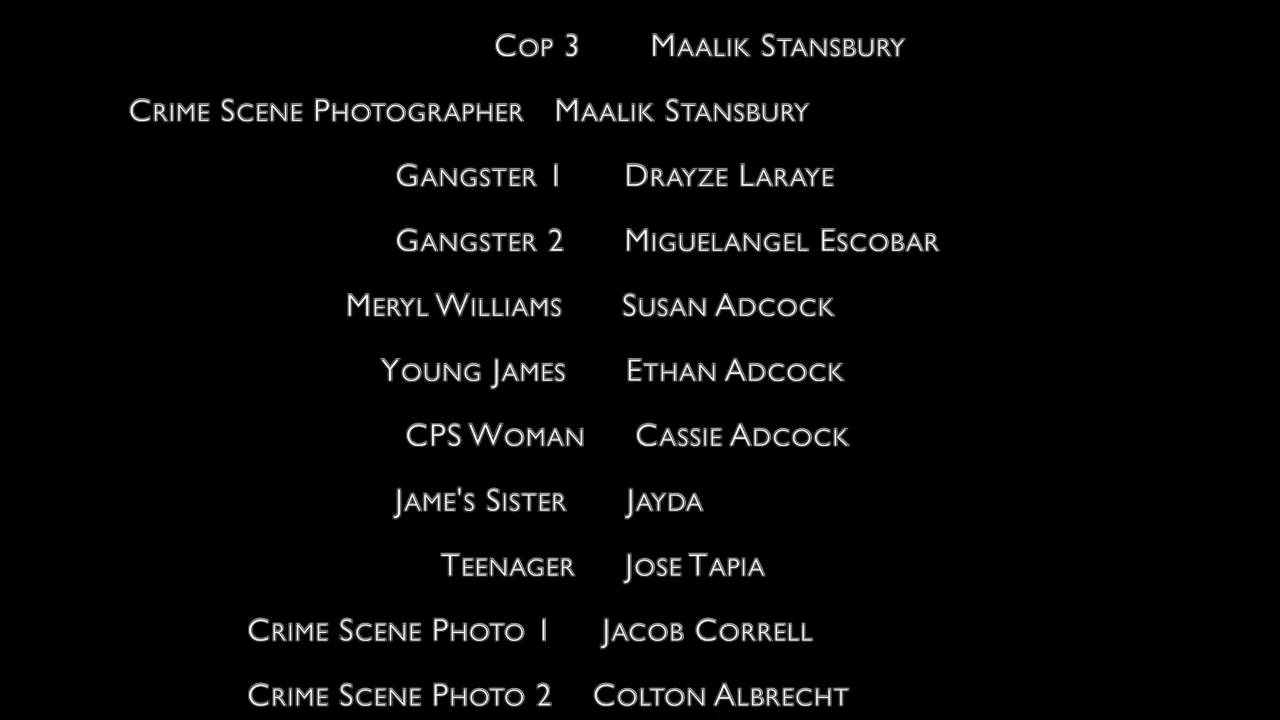 Cop 3 Maalik Stansbury
Crime Scene Photographer Maalik Stansbury
Gangster 1 Drayze Laraye
Gangster 2 Miguelangel Escobar
Meryl Williams Susan Adcock
Young James Ethan Adcock
CPS Woman Cassie Adcock
Jame's Sister Jayda
Teenager Jose Tapia
Crime Scene Photo 1 Jacob Correll
Crime Scene Photo 2 Colton Albrecht